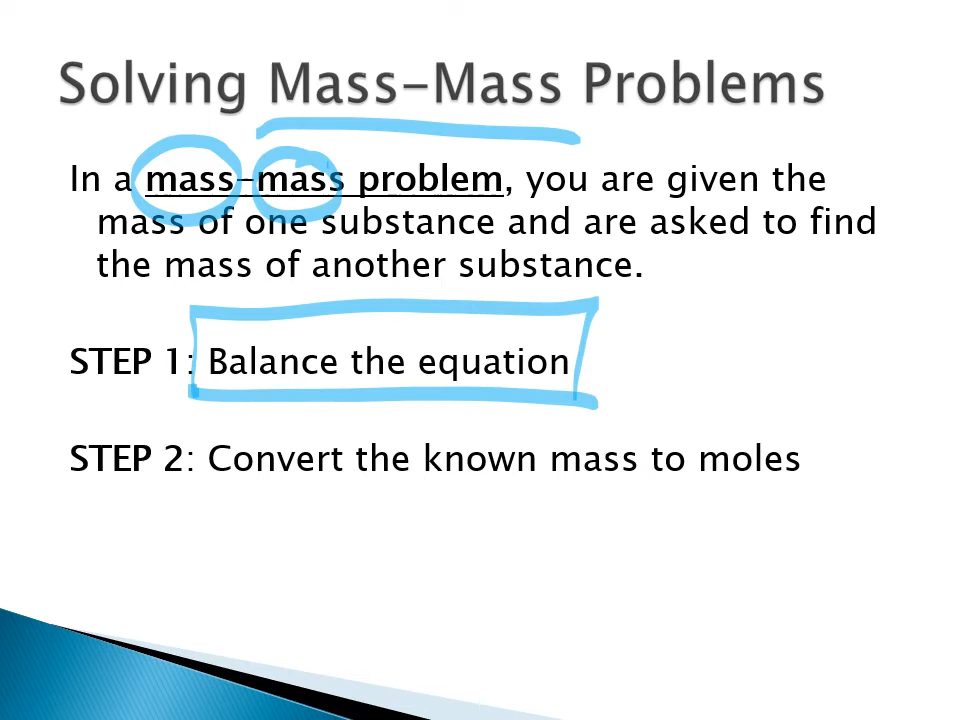 Solving Mass-Mass Problems
In a mass-mass problem, you are given the
mass of one substance and are asked to find
the mass of another substance.
STEP 1: Balance the equation
STEP 2: Convert the known mass to moles